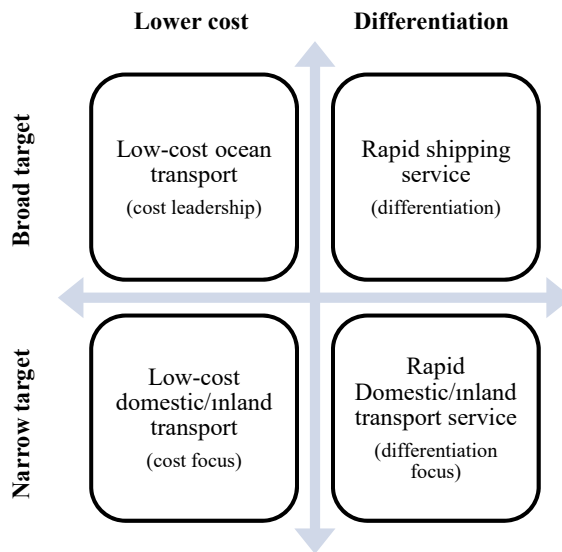 Lower cost
Differentiation
Broad target
Low-cost ocean
transport
(cost leadership)
Rapid shipping
service
(differentiation)
Narrow target
Low-cost
domestic/ınland
transport
(cost focus)
Rapid
Domestic/ınland
transport service
(differentiation
focus)